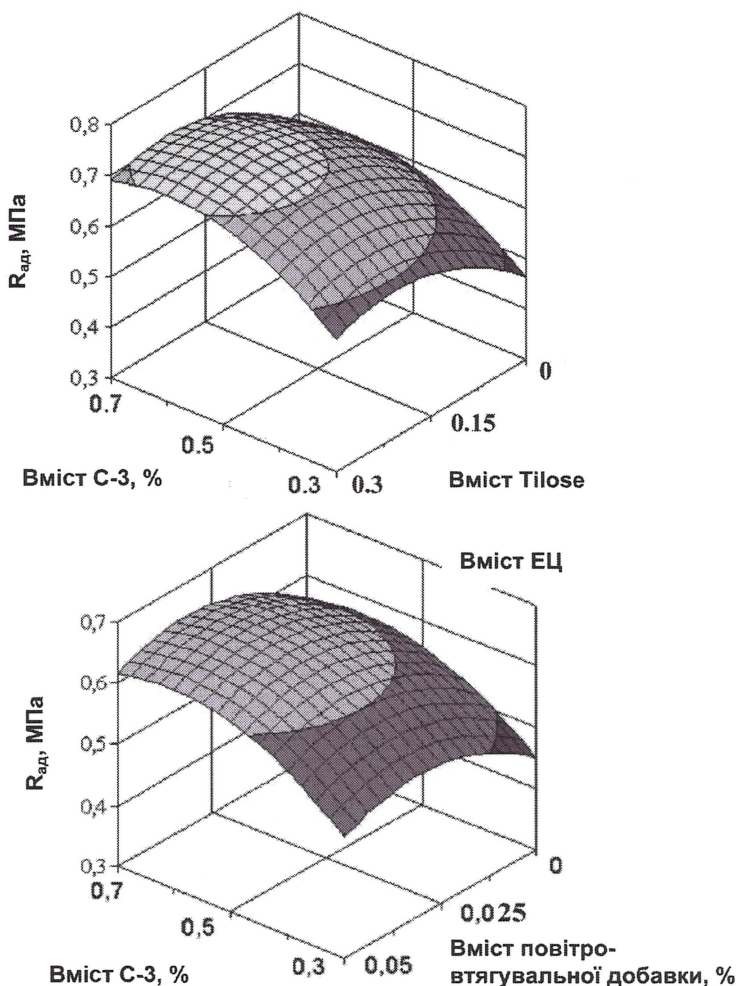 0,8
0,7
0,6
0,5
0,4
0,3
Rад, МПа
0.7
0.5
0.3
0.3
0.15
0
Вміст С-3, %
Вміст Tilose
Вміст ЕЦ
0,7
0,6
0,5
0,4
0,3
Rад, МПа
0,7
0,5
0,3
0,05
0,025
0
Вміст С-3, %
Вміст повітро-
втягувальної добавки, %